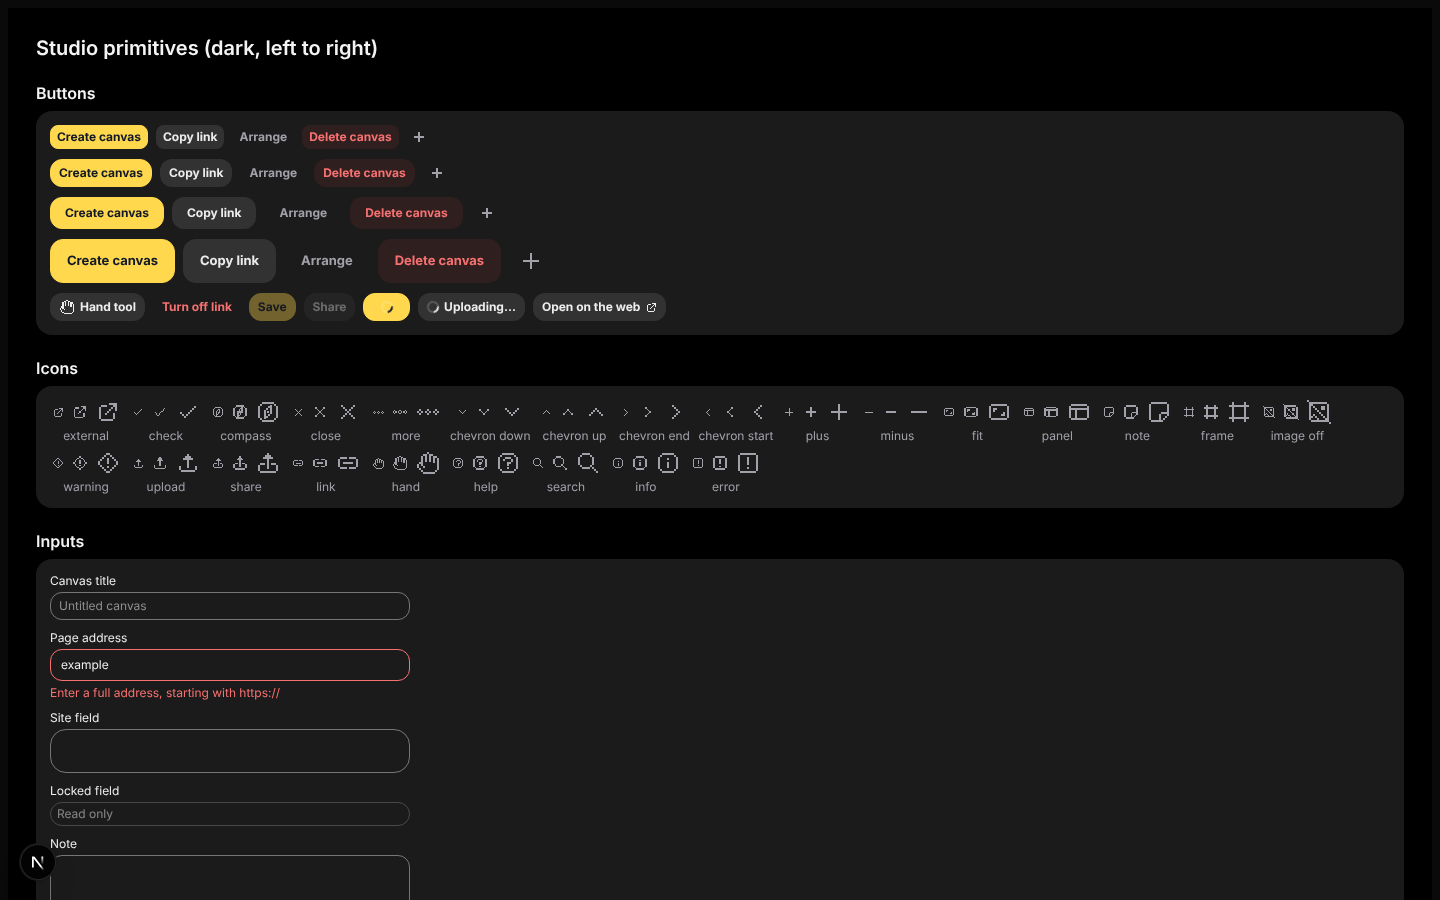 Studio primitives (dark, left to right)
Buttons
Create canvas Copy link Arrange Delete canvas
Create canvas Copy link Arrange Delete canvas
Create canvas Copy link Arrange Delete canvas
Create canvas Copy link Arrange Delete canvas
Hand tool Turn off link Save Share Uploading... Open on the web
Icons
external check compass close more chevron down chevron up chevron end chevron start plus minus fit panel note frame image off
warning upload share link hand help search info error
Inputs
Canvas title
Untitled canvas
Page address
example
Enter a full address, starting with https://
Site field
Locked field
Read only
Note
N